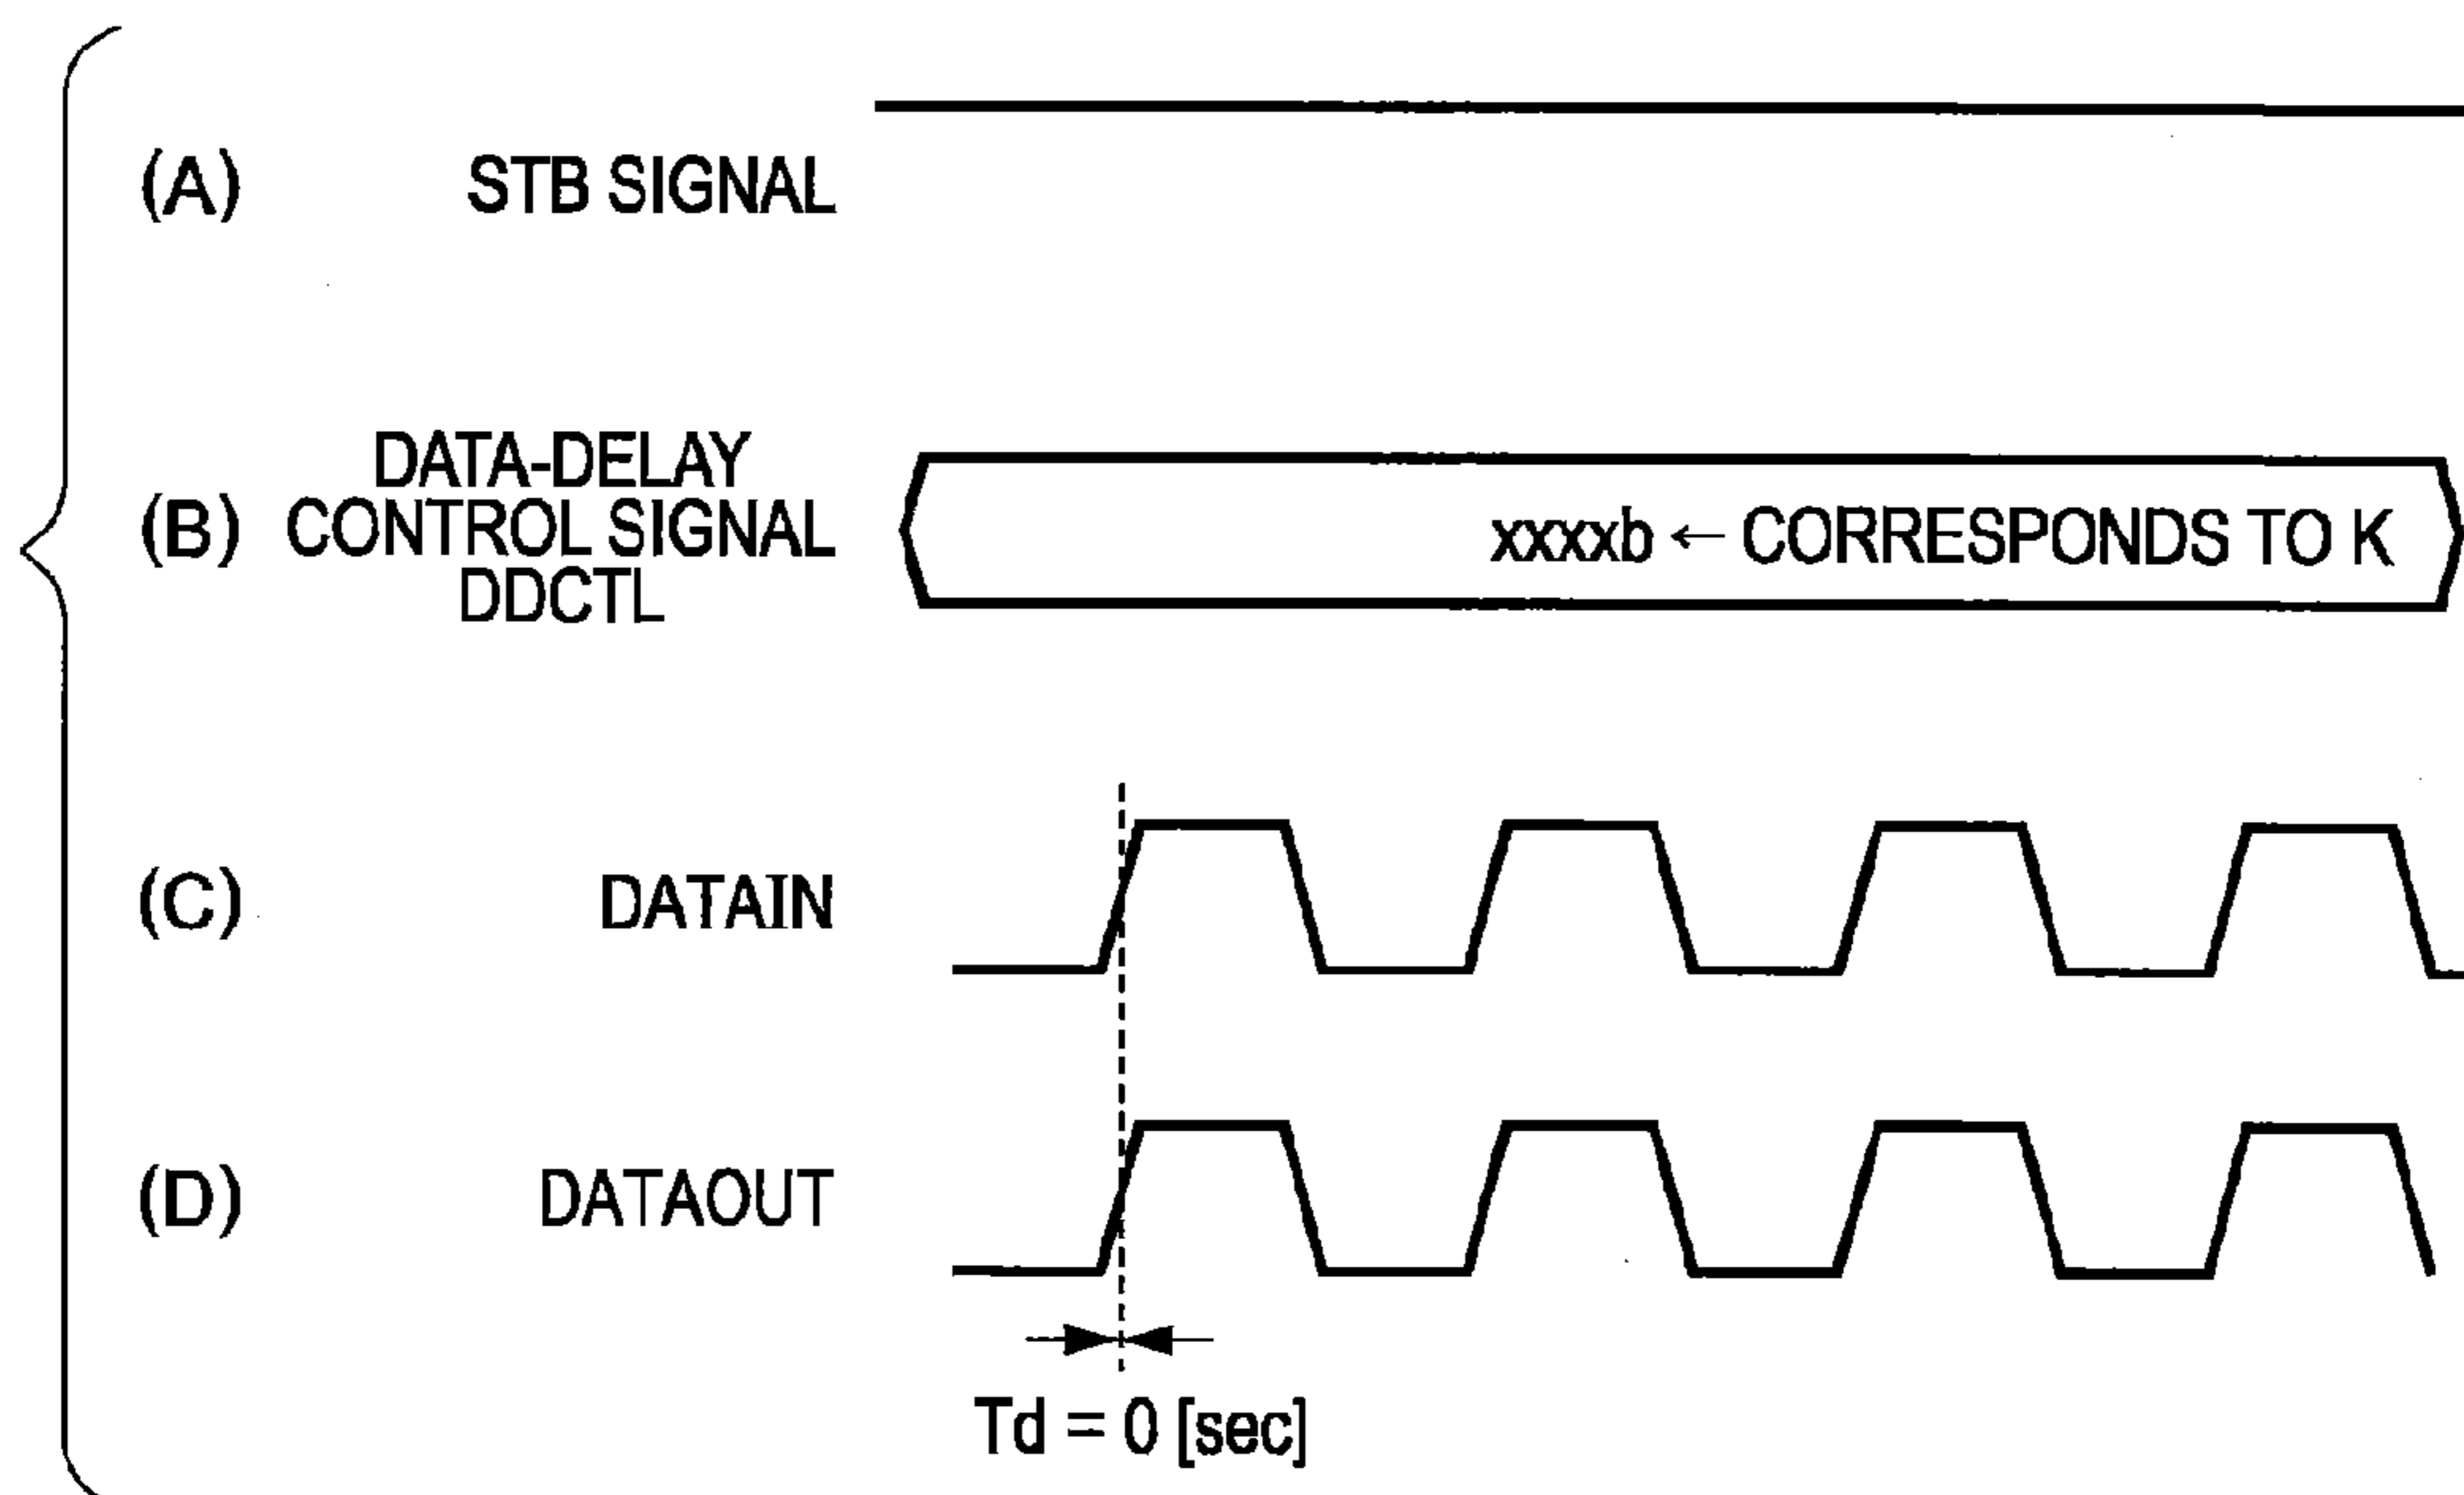 (A) STB SIGNAL
DATA-DELAY
(B) CONTROL SIGNAL
DDCTL
xxxxb ← CORRESPONDS TO K
(C) DATAIN
(D) DATAOUT
Td = 0 [sec]